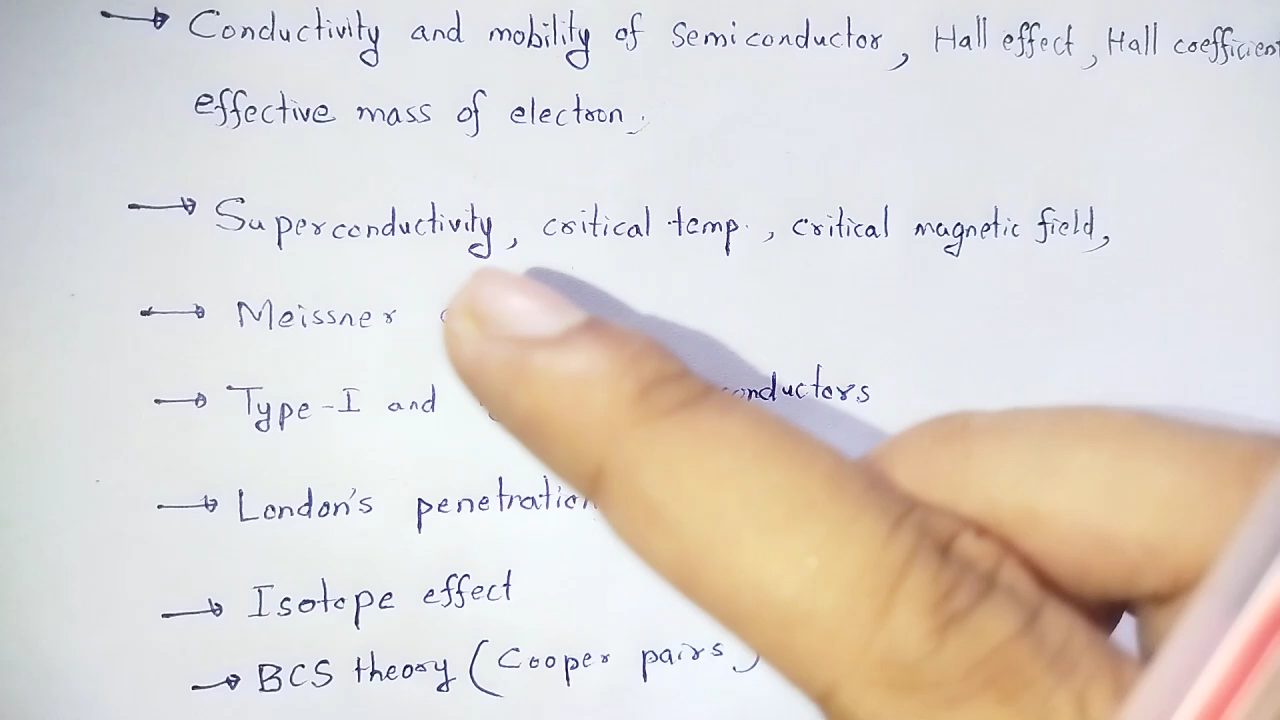 → Conductivity and mobility of Semiconductor, Hall effect, Hall coefficient
effective mass of electron.
→ Superconductivity, critical temp., critical magnetic field,
→ Meissner
→ Type-I and
→ London's penetration
→ Isotope effect
→ BCS theory (Cooper pairs)